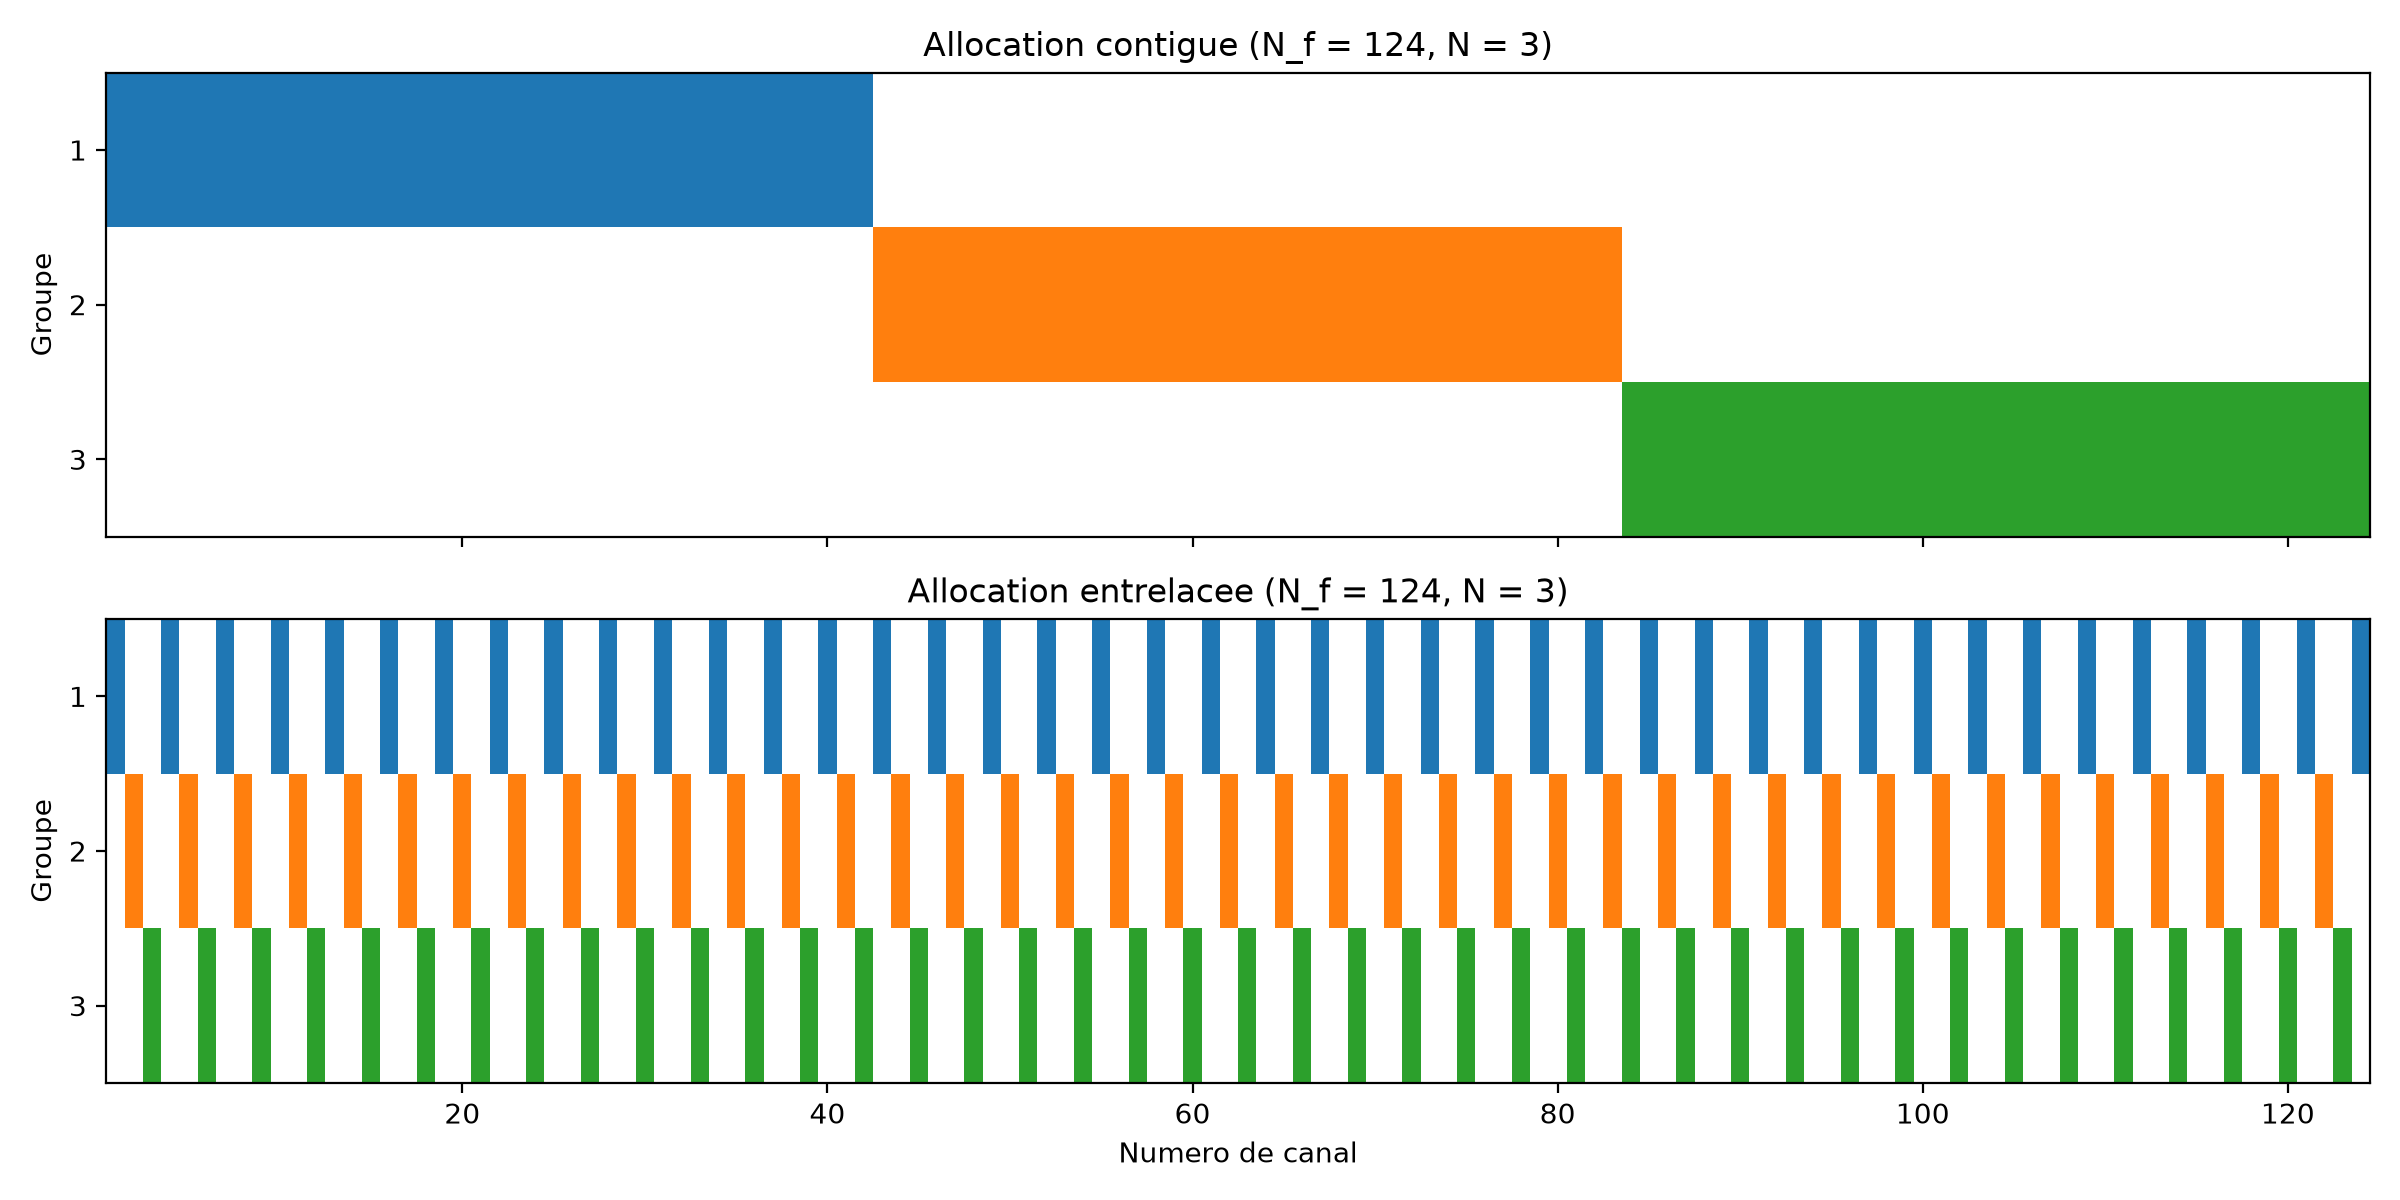 Allocation contigue (N_f = 124, N = 3)
Groupe
1
2
3
Allocation entrelacee (N_f = 124, N = 3)
Groupe
1
2
3
20 40 60 80 100 120
Numero de canal